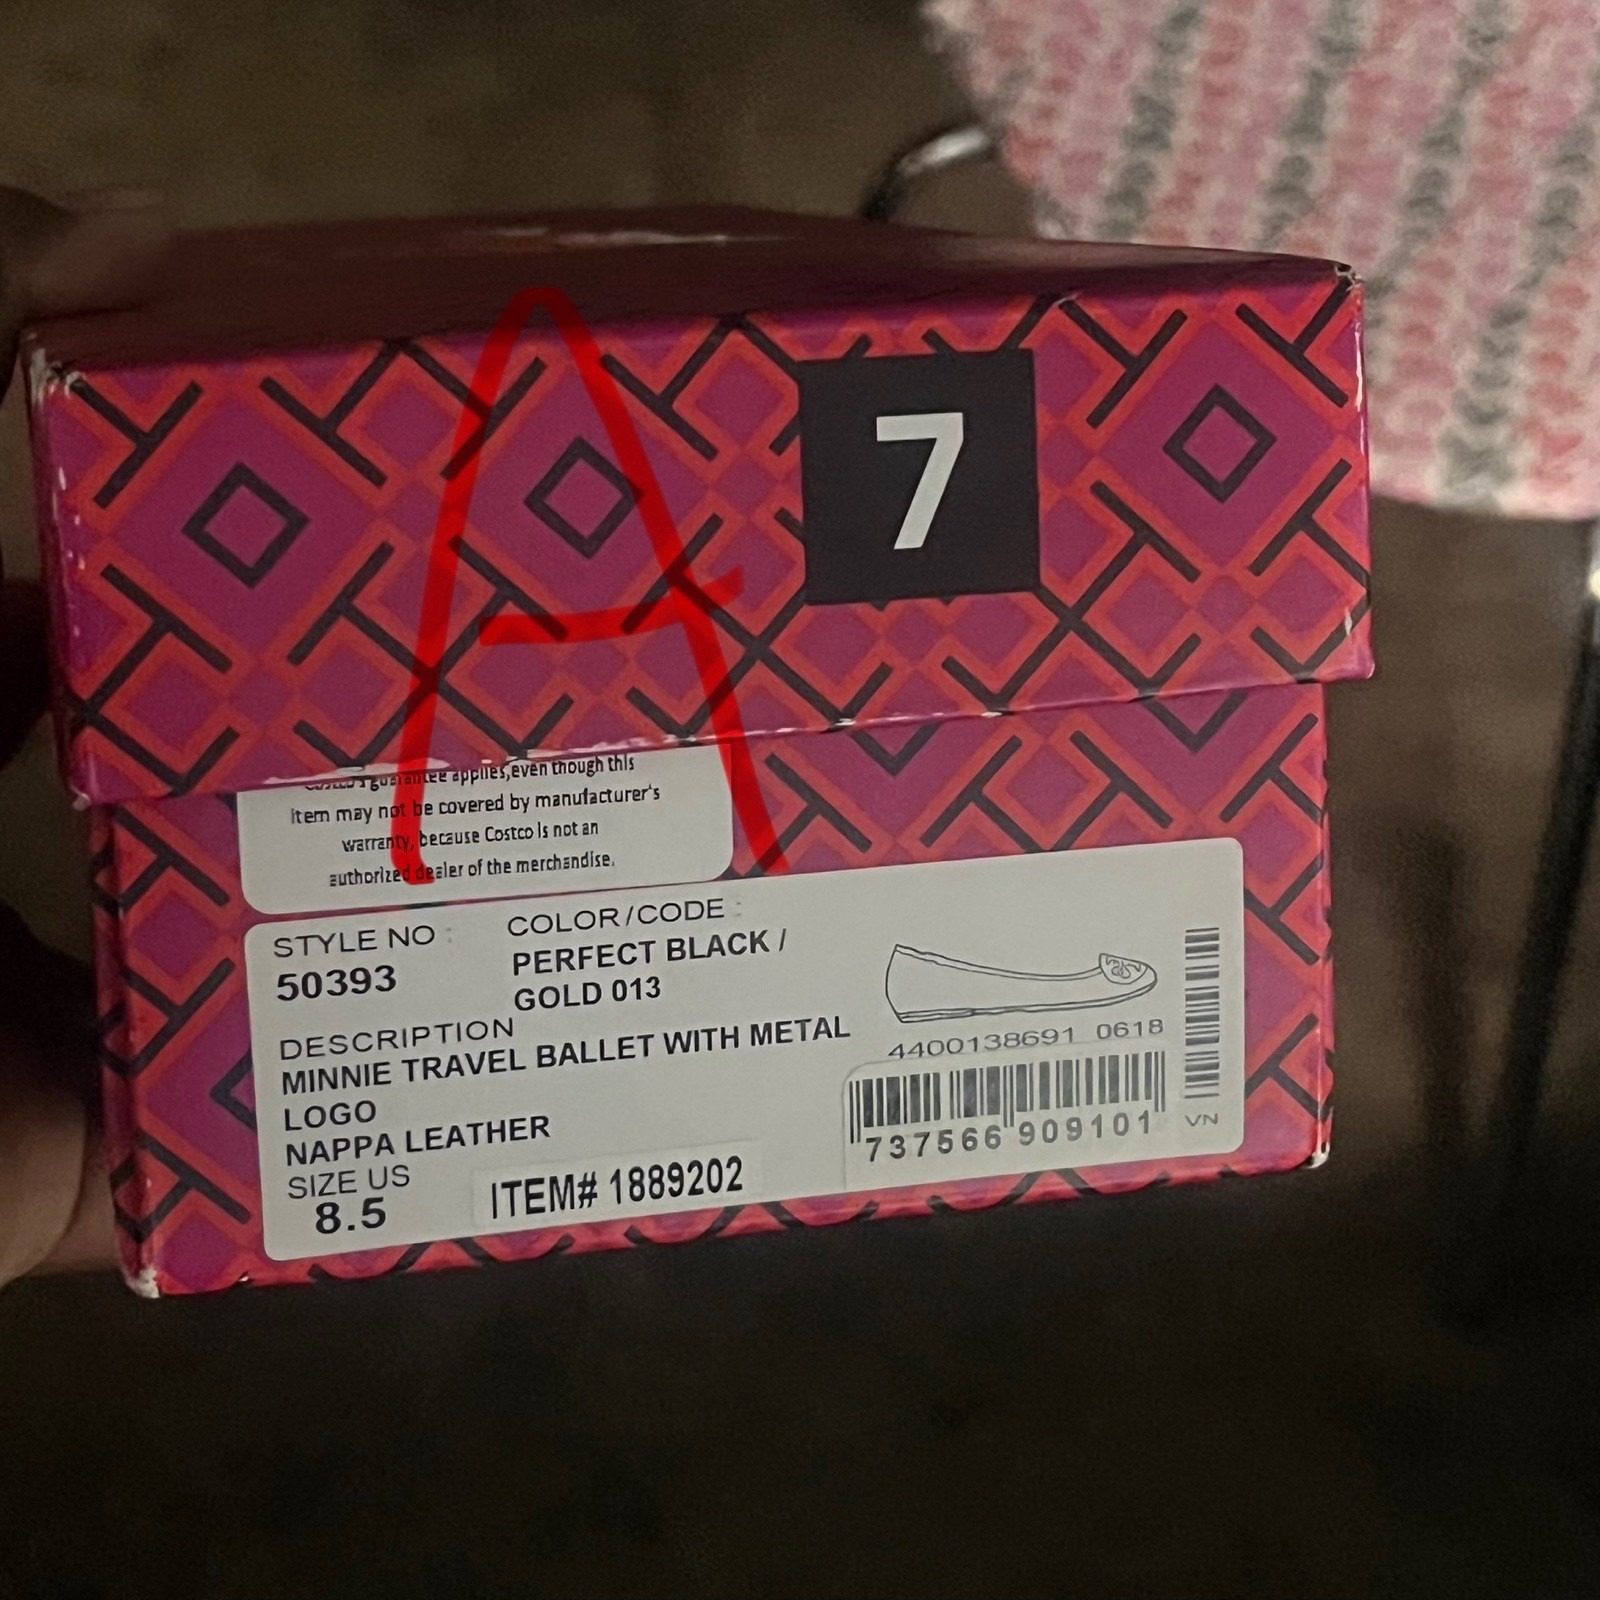 A
7
Costco's guarantee applies,even though this
item may not be covered by manufacturer's
warranty, because Costco is not an
authorized dealer of the merchandise.
STYLE NO :
50393
COLOR/CODE :
PERFECT BLACK /
GOLD 013
DESCRIPTION
MINNIE TRAVEL BALLET WITH METAL
LOGO
NAPPA LEATHER
SIZE US
8.5
ITEM# 1889202
4400138691 0618
737566 909101
VN